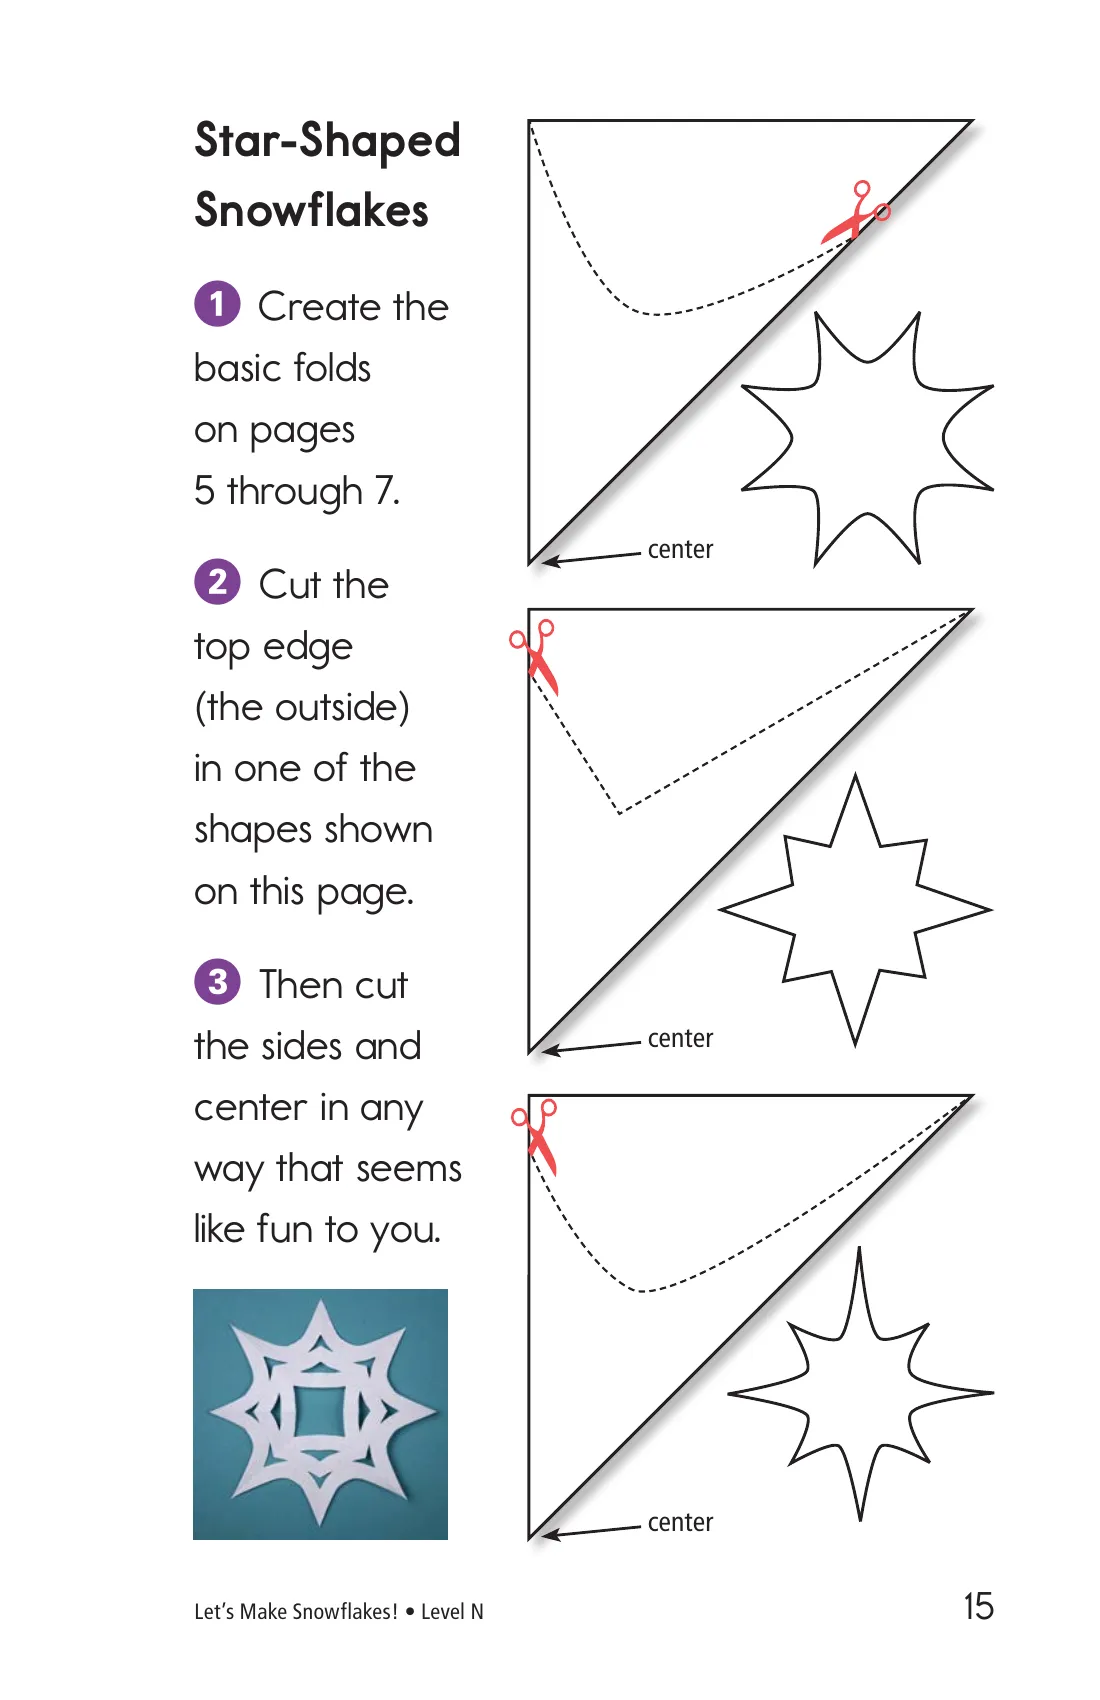 Star-Shaped
Snowflakes
1 Create the
basic folds
on pages
5 through 7.
2 Cut the
top edge
(the outside)
in one of the
shapes shown
on this page.
3 Then cut
the sides and
center in any
way that seems
like fun to you.
center
center
center
Let's Make Snowflakes! • Level N
15